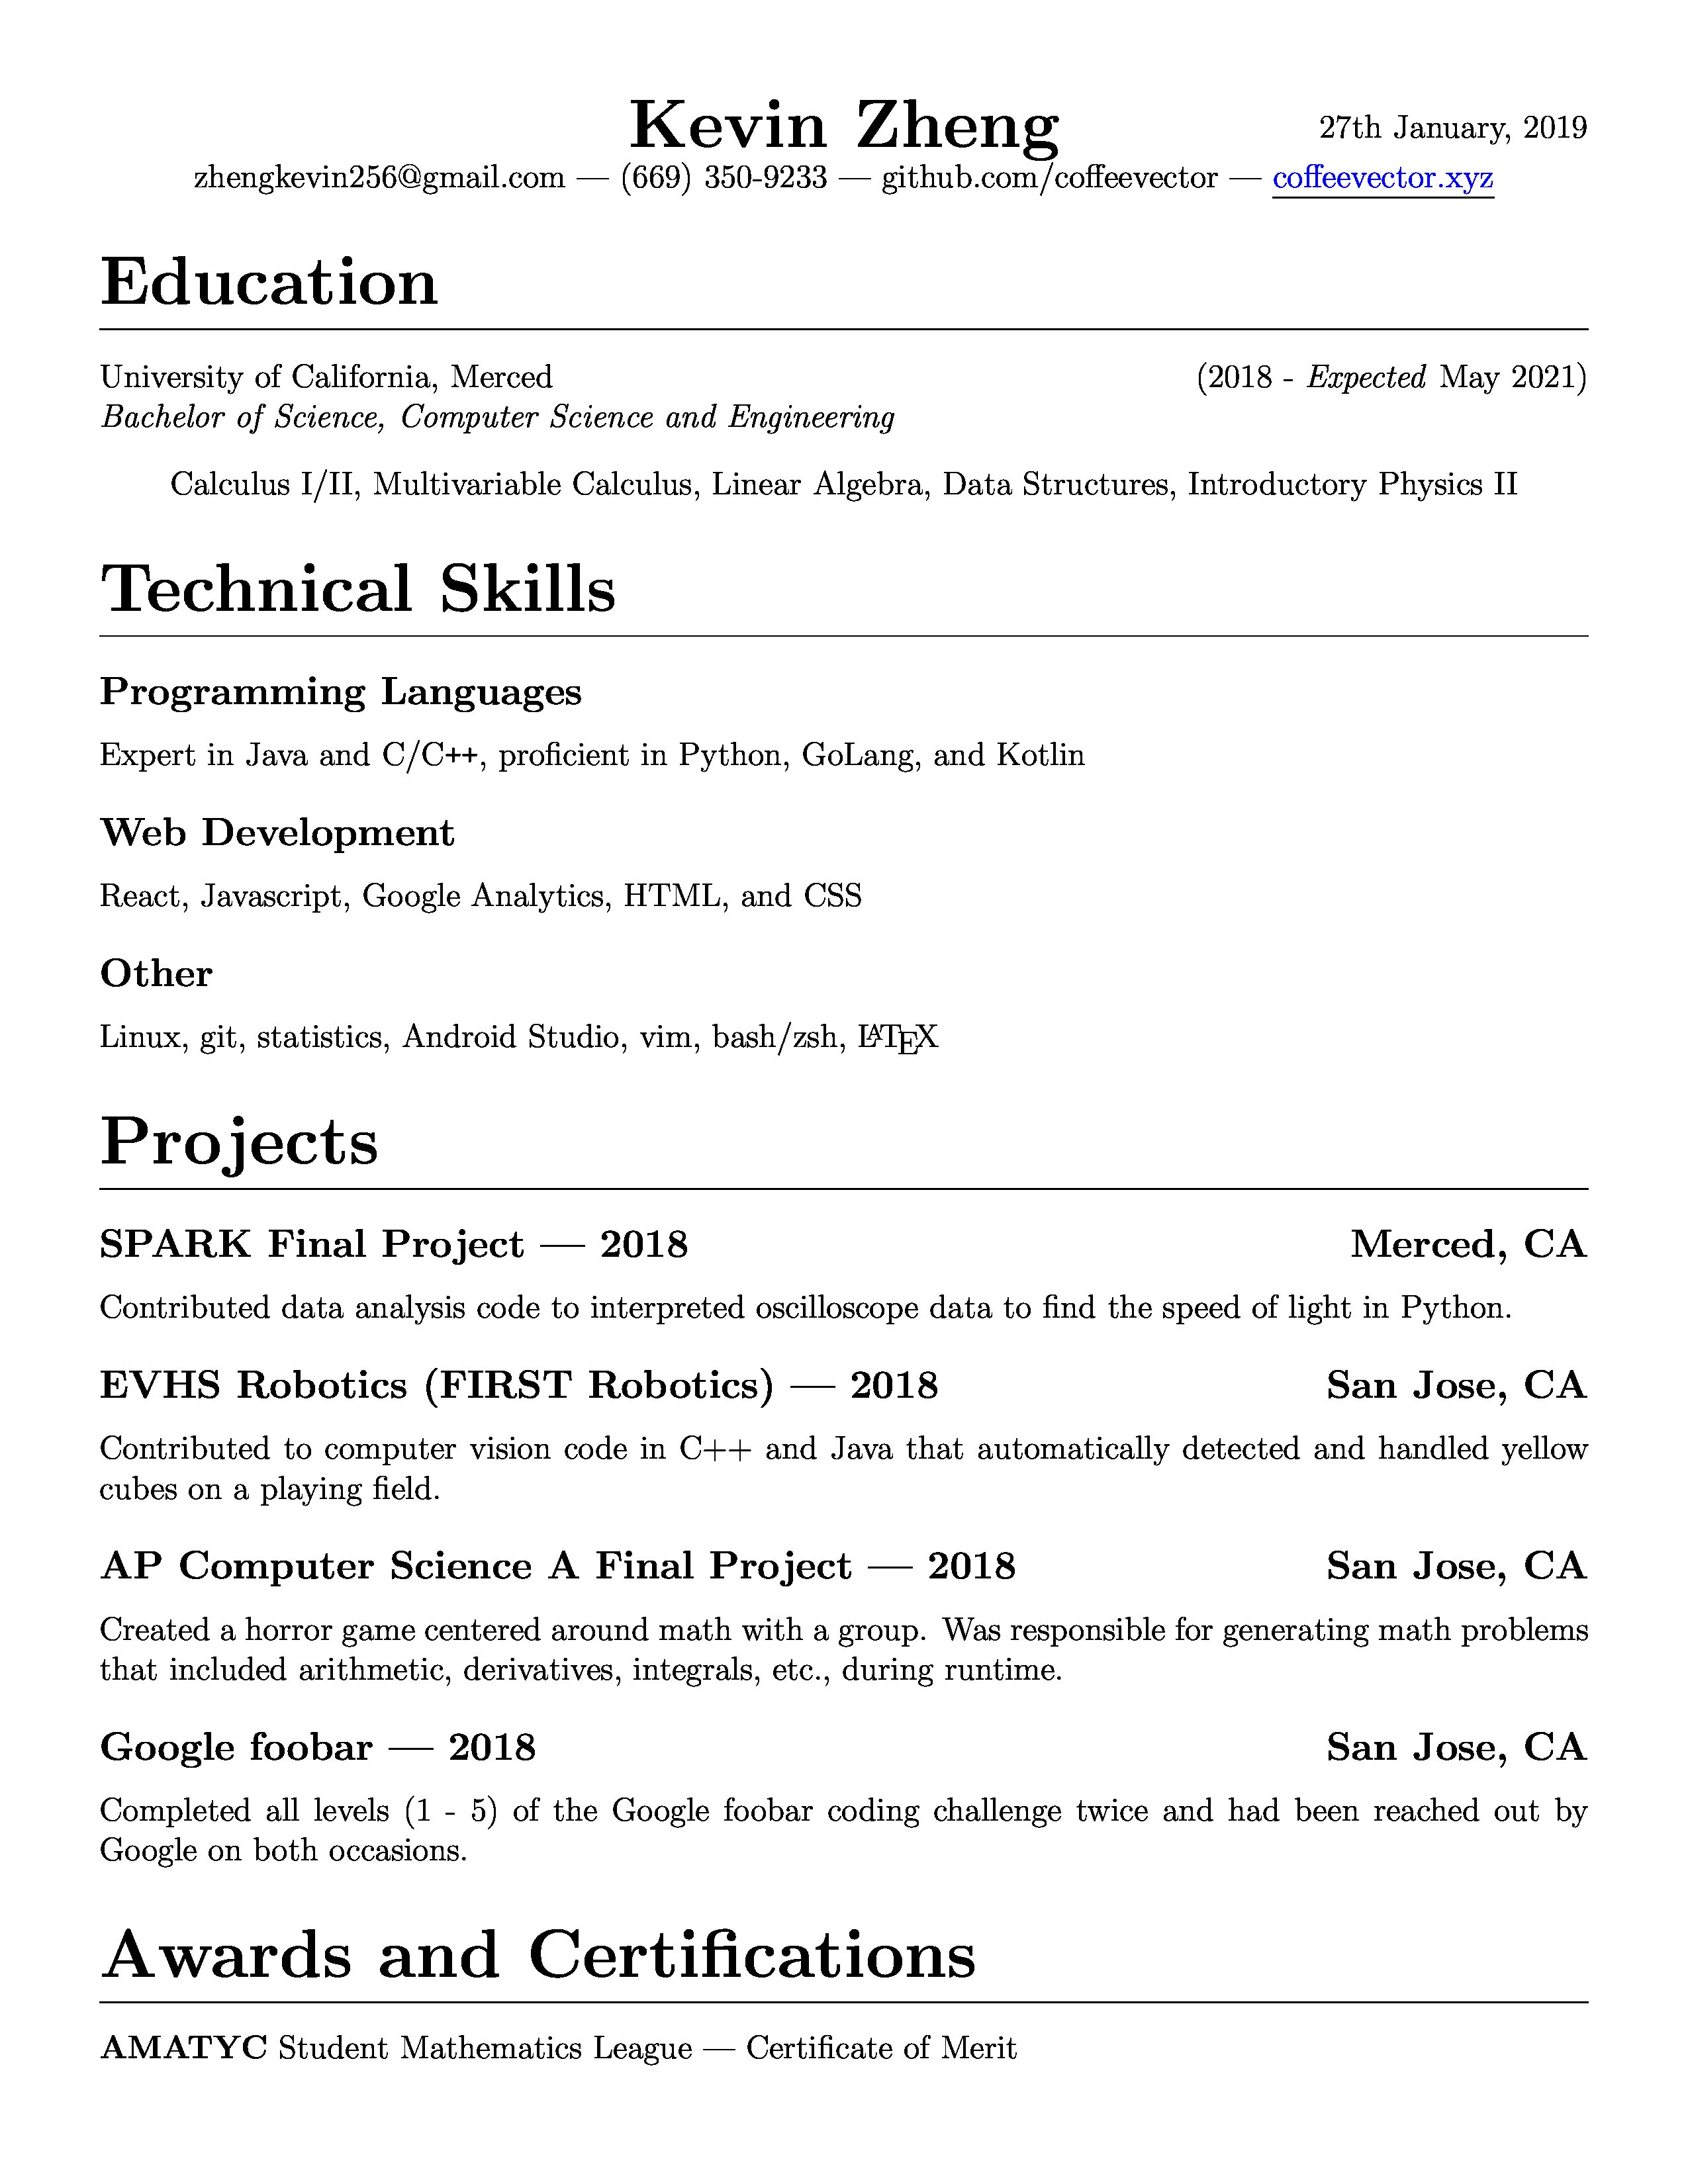 Kevin Zheng 27th January, 2019
zhengkevin256@gmail.com — (669) 350-9233 — github.com/coffeevector — coffeevector.xyz
Education
University of California, Merced (2018 - Expected May 2021)
Bachelor of Science, Computer Science and Engineering
Calculus I/II, Multivariable Calculus, Linear Algebra, Data Structures, Introductory Physics II
Technical Skills
Programming Languages
Expert in Java and C/C++, proficient in Python, GoLang, and Kotlin
Web Development
React, Javascript, Google Analytics, HTML, and CSS
Other
Linux, git, statistics, Android Studio, vim, bash/zsh, LATEX
Projects
SPARK Final Project — 2018 Merced, CA
Contributed data analysis code to interpreted oscilloscope data to find the speed of light in Python.
EVHS Robotics (FIRST Robotics) — 2018 San Jose, CA
Contributed to computer vision code in C++ and Java that automatically detected and handled yellow
cubes on a playing field.
AP Computer Science A Final Project — 2018 San Jose, CA
Created a horror game centered around math with a group. Was responsible for generating math problems
that included arithmetic, derivatives, integrals, etc., during runtime.
Google foobar — 2018 San Jose, CA
Completed all levels (1 - 5) of the Google foobar coding challenge twice and had been reached out by
Google on both occasions.
Awards and Certifications
AMATYC Student Mathematics League — Certificate of Merit